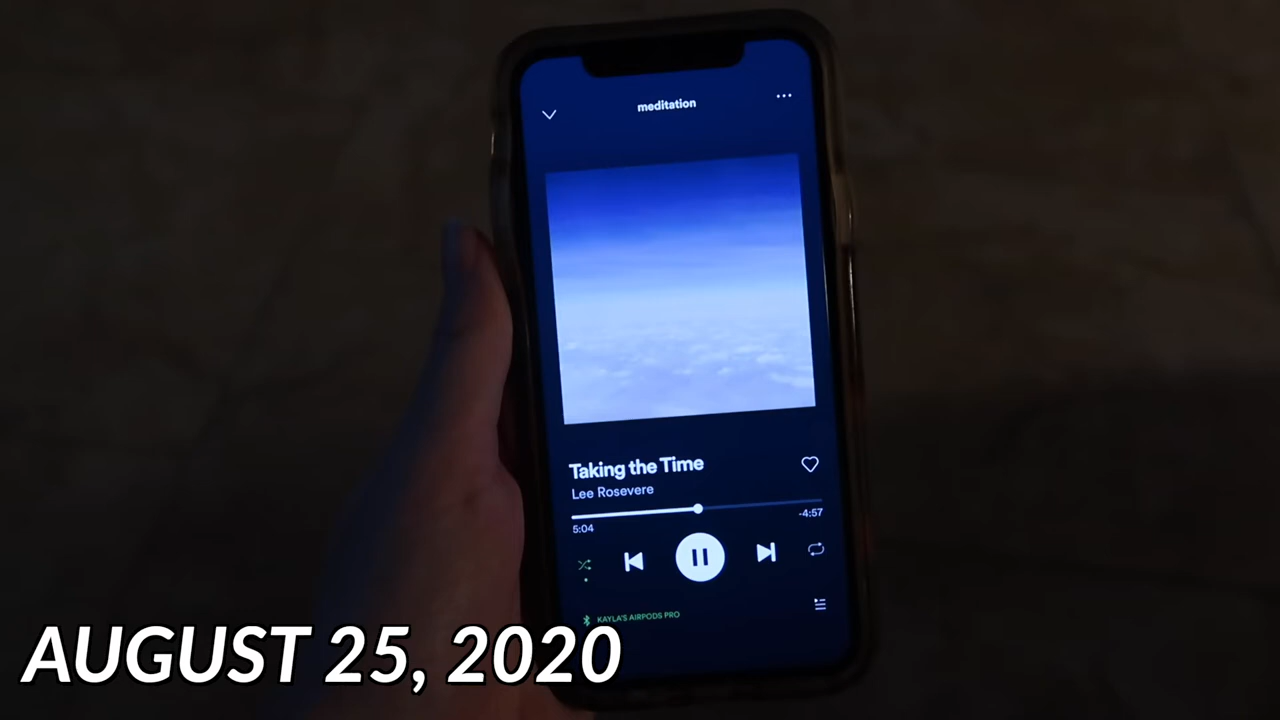 meditation
Taking the Time
Lee Rosevere
5:04
-4:57
KAYLA'S AIRPODS PRO
AUGUST 25, 2020